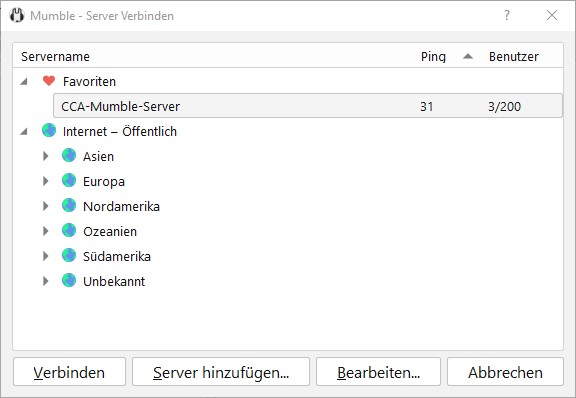 Mumble - Server Verbinden
Servername Ping Benutzer
Favoriten
CCA-Mumble-Server 31 3/200
Internet – Öffentlich
Asien
Europa
Nordamerika
Ozeanien
Südamerika
Unbekannt
Verbinden Server hinzufügen... Bearbeiten... Abbrechen